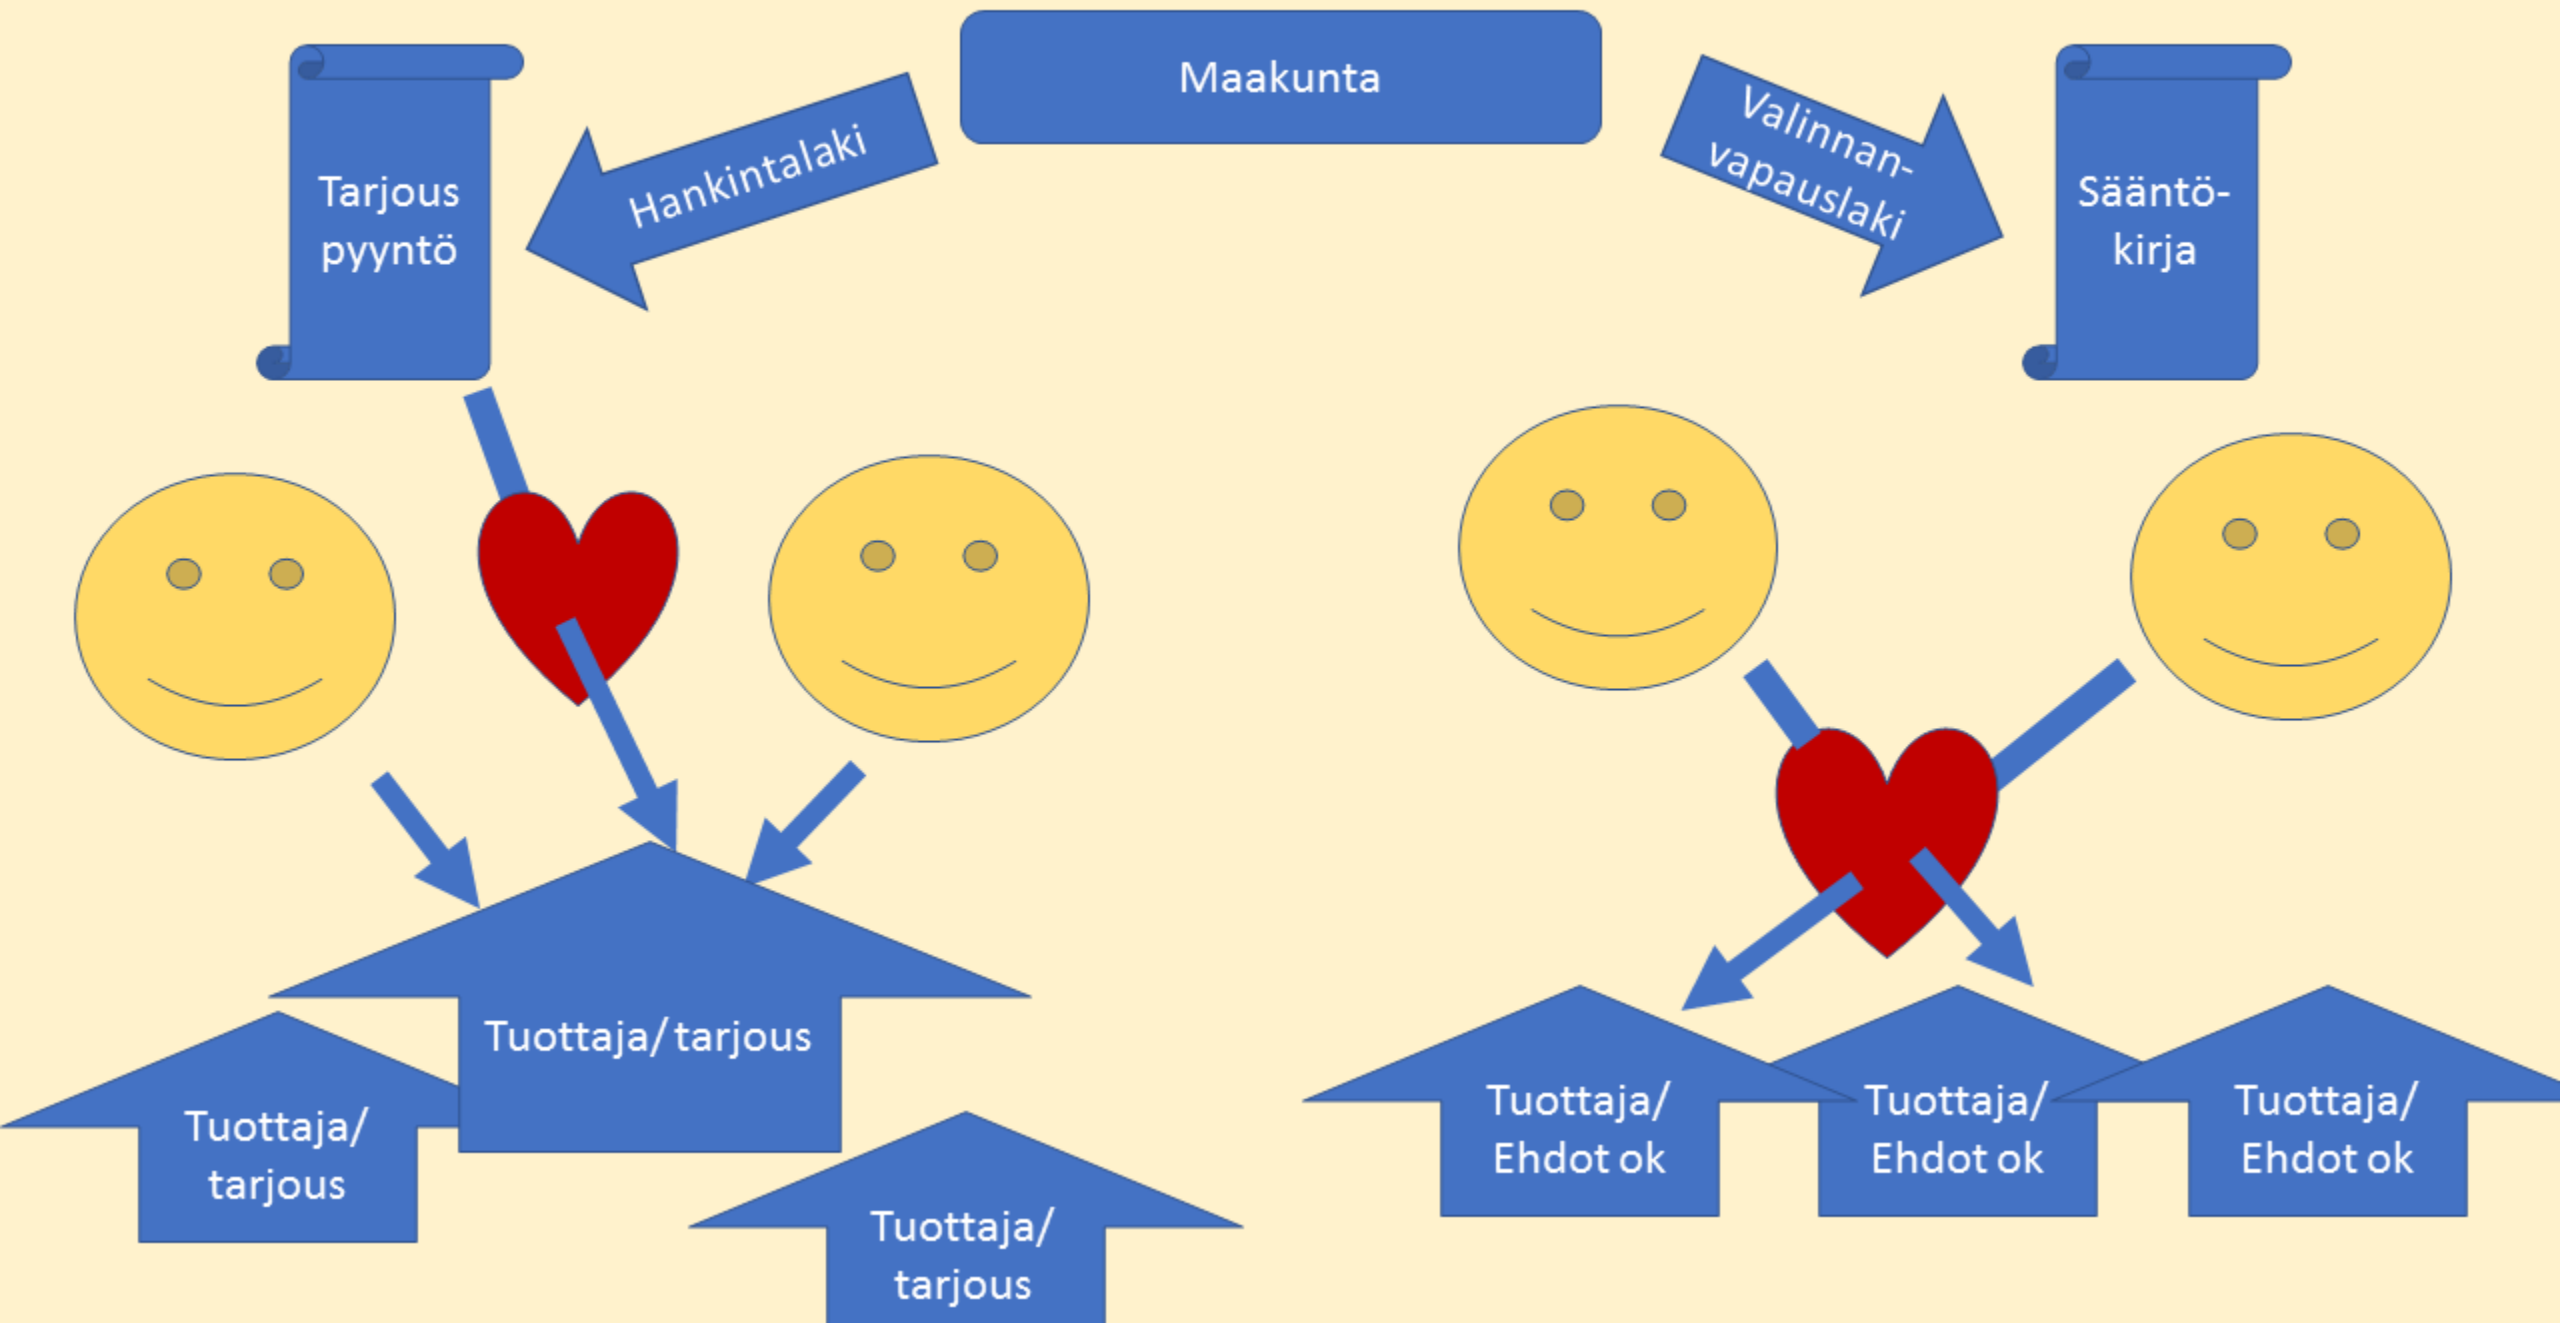 Maakunta
Tarjous
pyyntö
Hankintalaki
Valinnan-
vapauslaki
Sääntö-
kirja
Tuottaja/ tarjous
Tuottaja/
tarjous
Tuottaja/
tarjous
Tuottaja/
Ehdot ok
Tuottaja/
Ehdot ok
Tuottaja/
Ehdot ok